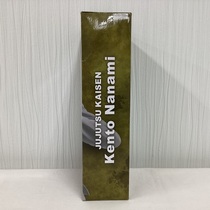 JUJUTSU KAISEN
Kento Nanami